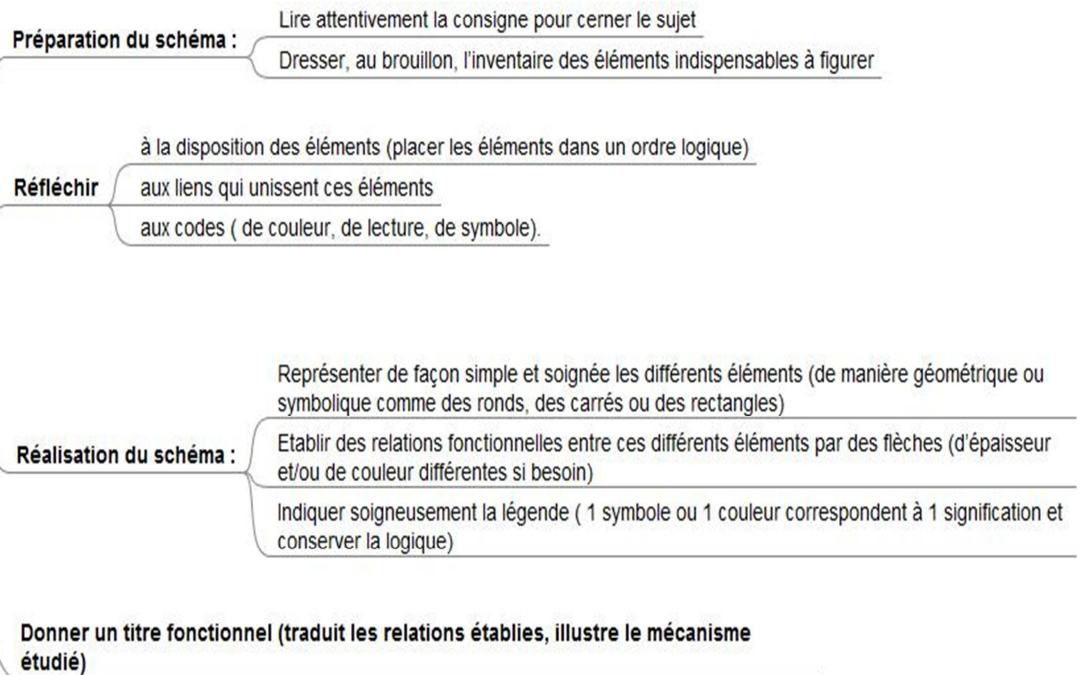 Préparation du schéma :
Lire attentivement la consigne pour cerner le sujet
Dresser, au brouillon, l'inventaire des éléments indispensables à figurer
Réfléchir
à la disposition des éléments (placer les éléments dans un ordre logique)
aux liens qui unissent ces éléments
aux codes ( de couleur, de lecture, de symbole).
Réalisation du schéma :
Représenter de façon simple et soignée les différents éléments (de manière géométrique ou
symbolique comme des ronds, des carrés ou des rectangles)
Etablir des relations fonctionnelles entre ces différents éléments par des flèches (d'épaisseur
et/ou de couleur différentes si besoin)
Indiquer soigneusement la légende ( 1 symbole ou 1 couleur correspondent à 1 signification et
conserver la logique)
Donner un titre fonctionnel (traduit les relations établies, illustre le mécanisme
étudié)